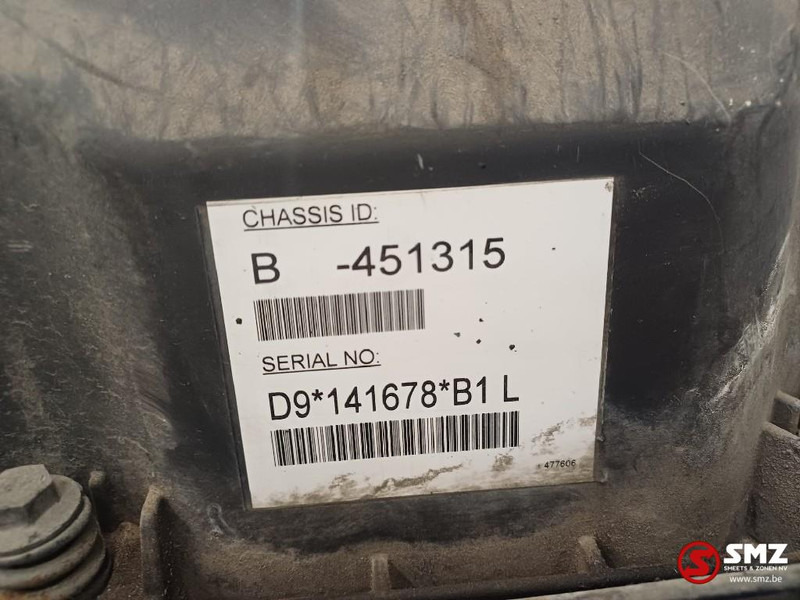 CHASSIS ID:
B -451315
SERIAL NO:
D9*141678*B1 L
477606
S SMZ
SHEETS & ZONEN NV
www.smz.be